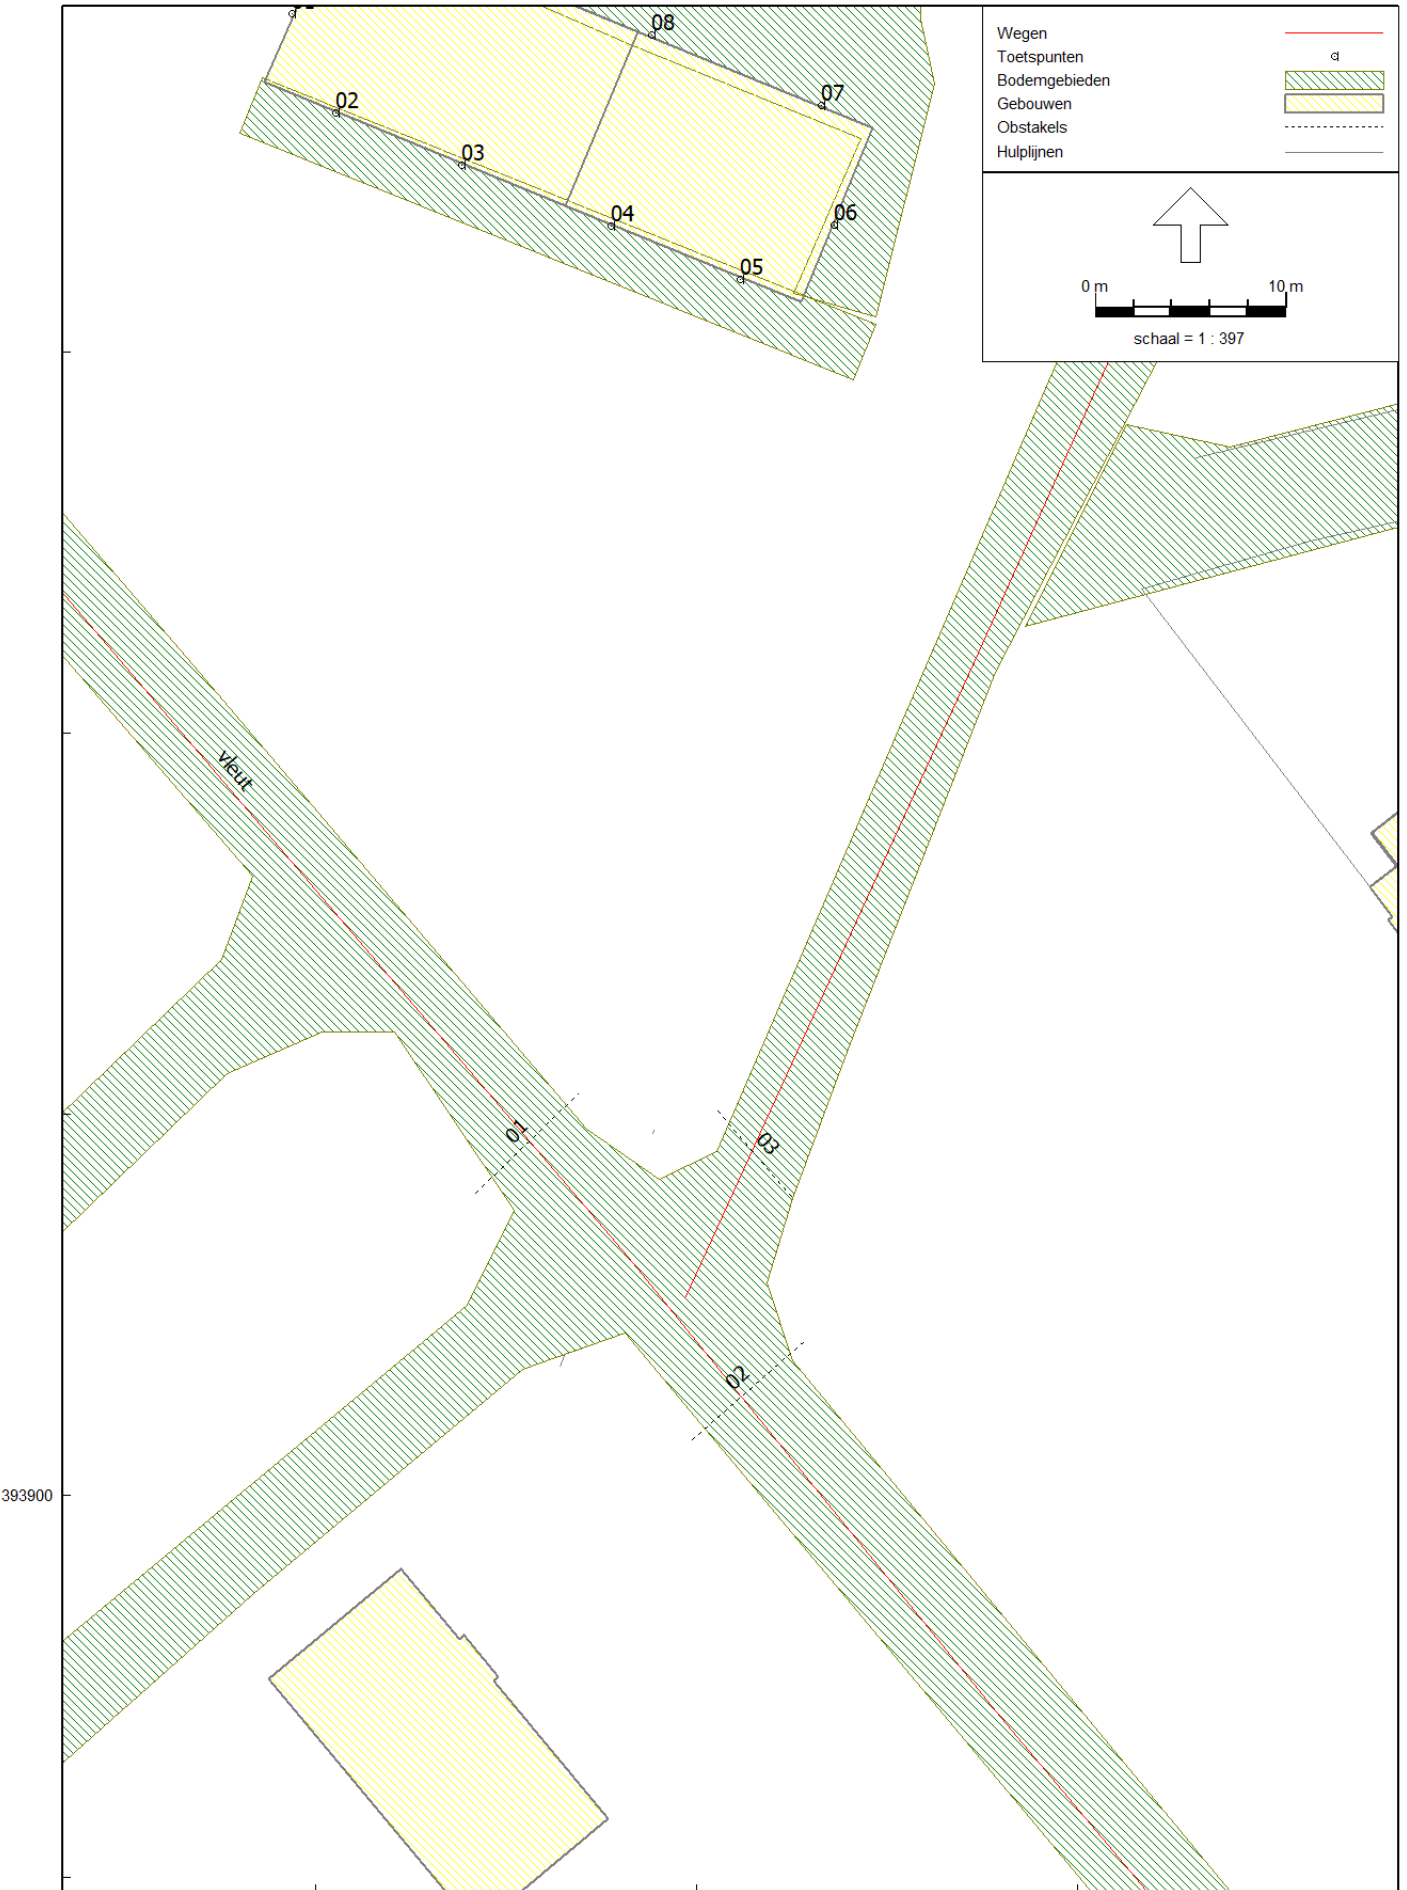 08
07
02
03
04
06
05
Wegen
Toetspunten
Bodemgebieden
Gebouwen
Obstakels
Hulplijnen
0 m 10 m
schaal = 1 : 397
vleut
01
03
02
393900